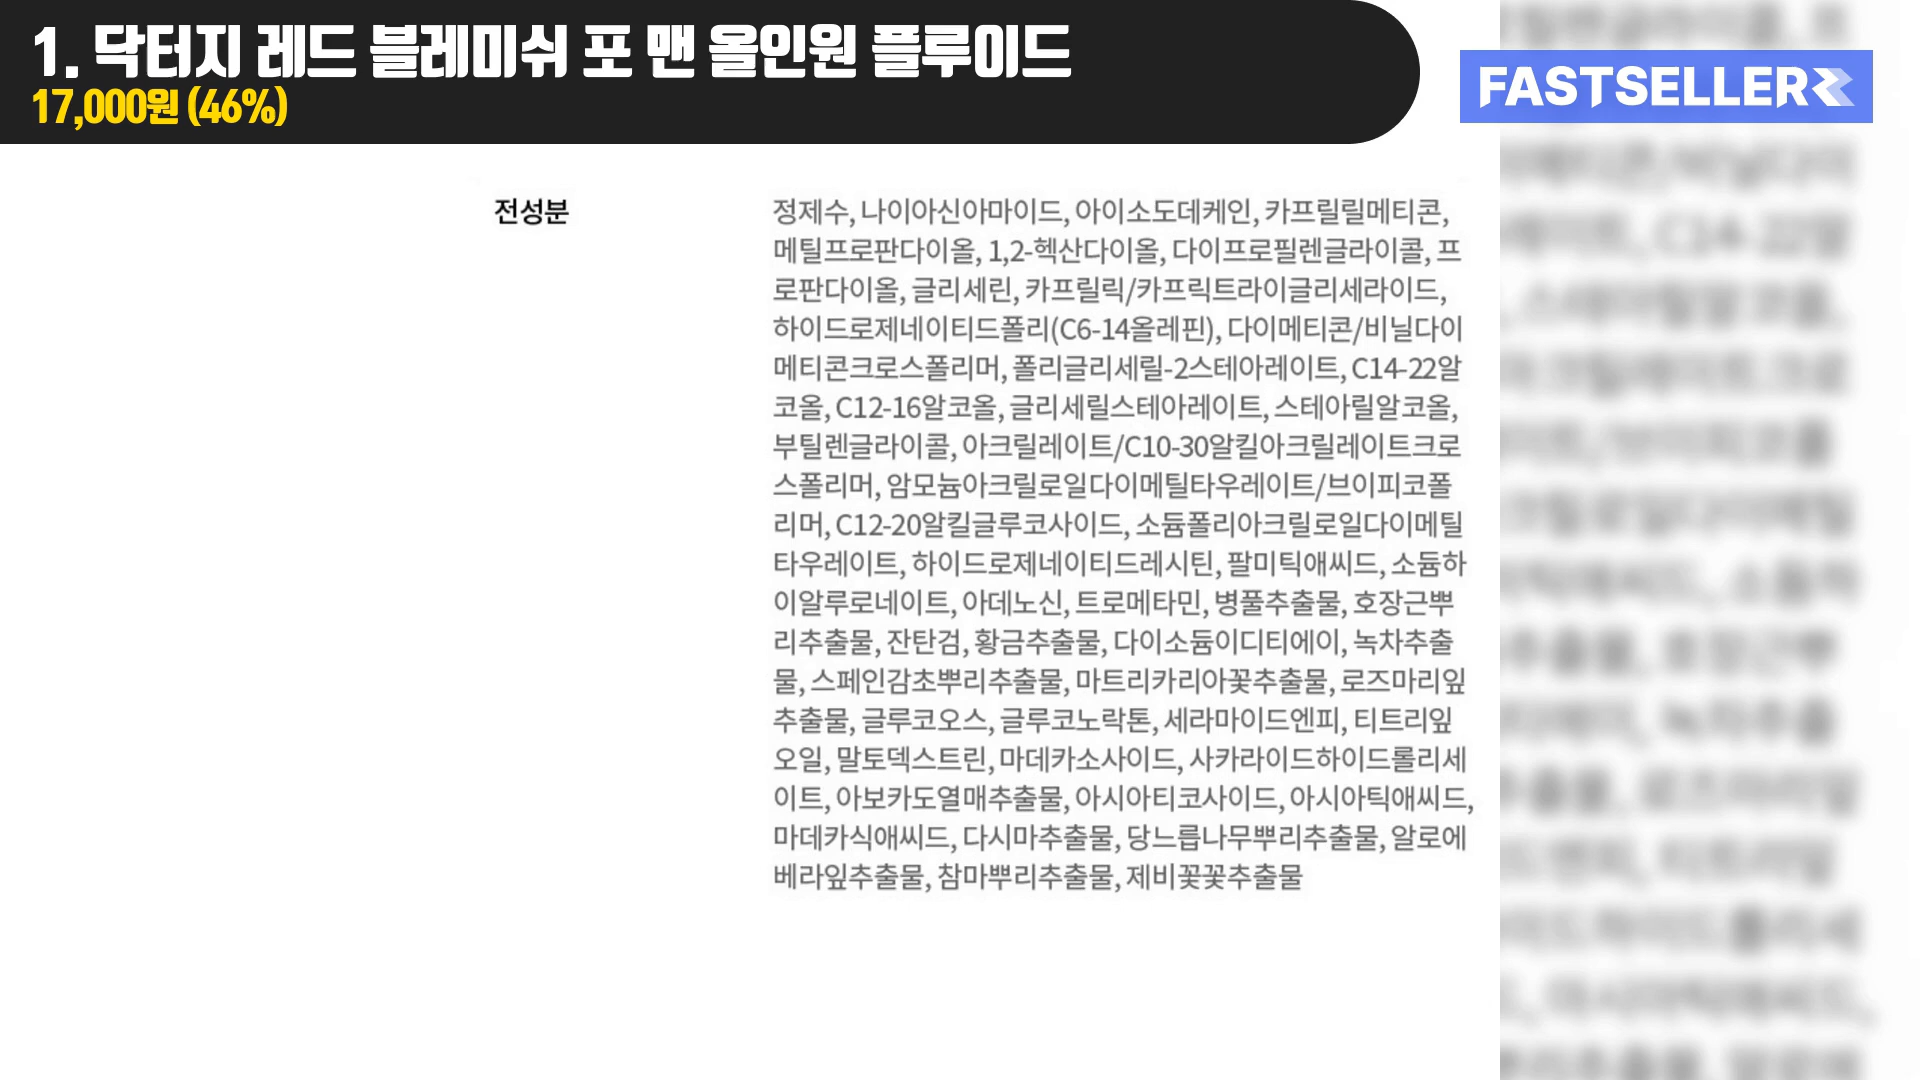 1. 닥터지 레드 블레미쉬 포 맨 올인원 플루이드
17,000원 (46%)
FASTSELLER
전성분
정제수, 나이아신아마이드, 아이소도데케인, 카프릴릴메티콘,
메틸프로판다이올, 1,2-헥산다이올, 다이프로필렌글라이콜, 프
로판다이올, 글리세린, 카프릴릭/카프릭트라이글리세라이드,
하이드로제네이티드폴리(C6-14올레핀), 다이메티콘/비닐다이
메티콘크로스폴리머, 폴리글리세릴-2스테아레이트, C14-22알
코올, C12-16알코올, 글리세릴스테아레이트, 스테아릴알코올,
부틸렌글라이콜, 아크릴레이트/C10-30알킬아크릴레이트크로
스폴리머, 암모늄아크릴로일다이메틸타우레이트/브이피코폴
리머, C12-20알킬글루코사이드, 소듐폴리아크릴로일다이메틸
타우레이트, 하이드로제네이티드레시틴, 팔미틱애씨드, 소듐하
이알루로네이트, 아데노신, 트로메타민, 병풀추출물, 호장근뿌
리추출물, 잔탄검, 황금추출물, 다이소듐이디티에이, 녹차추출
물, 스페인감초뿌리추출물, 마트리카리아꽃추출물, 로즈마리잎
추출물, 글루코오스, 글루코노락톤, 세라마이드엔피, 티트리잎
오일, 말토덱스트린, 마데카소사이드, 사카라이드하이드롤리세
이트, 아보카도열매추출물, 아시아티코사이드, 아시아틱애씨드,
마데카식애씨드, 다시마추출물, 당느릅나무뿌리추출물, 알로에
베라잎추출물, 참마뿌리추출물, 제비꽃꽃추출물